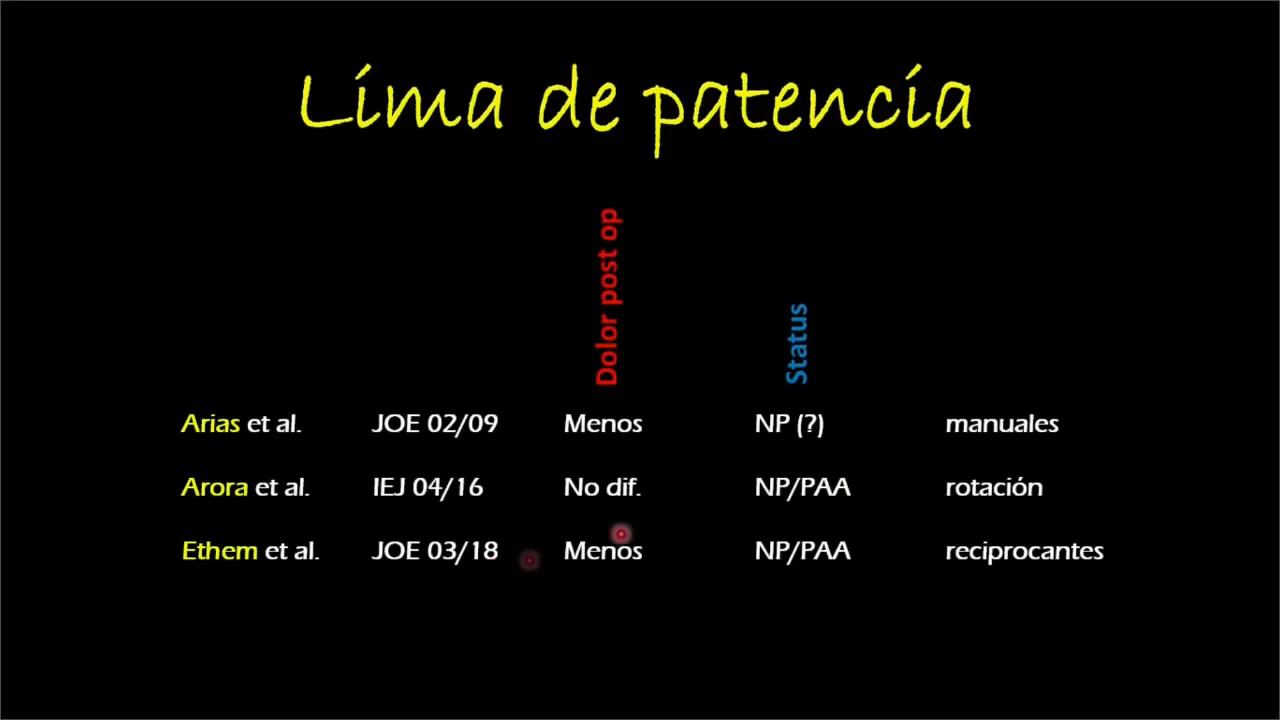 Lima de patencia
Dolor post op
Status
Arias et al. JOE 02/09 Menos NP (?) manuales
Arora et al. IEJ 04/16 No dif. NP/PAA rotación
Ethem et al. JOE 03/18 Menos NP/PAA reciprocantes